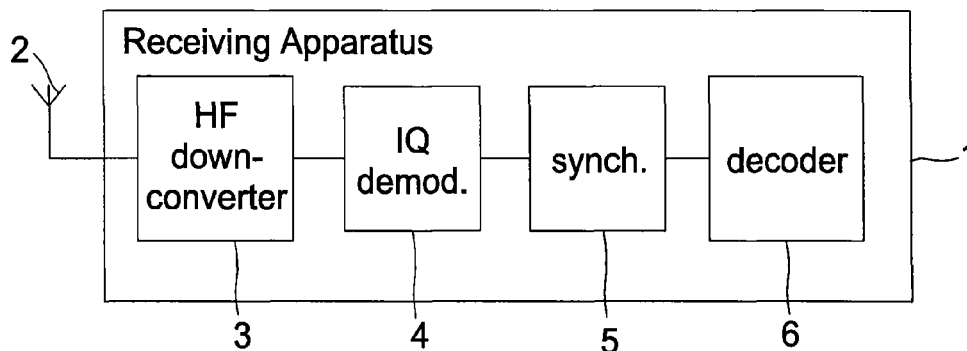 Receiving Apparatus
2
HF
down-
converter
IQ
demod.
synch.
decoder
1
3
4
5
6